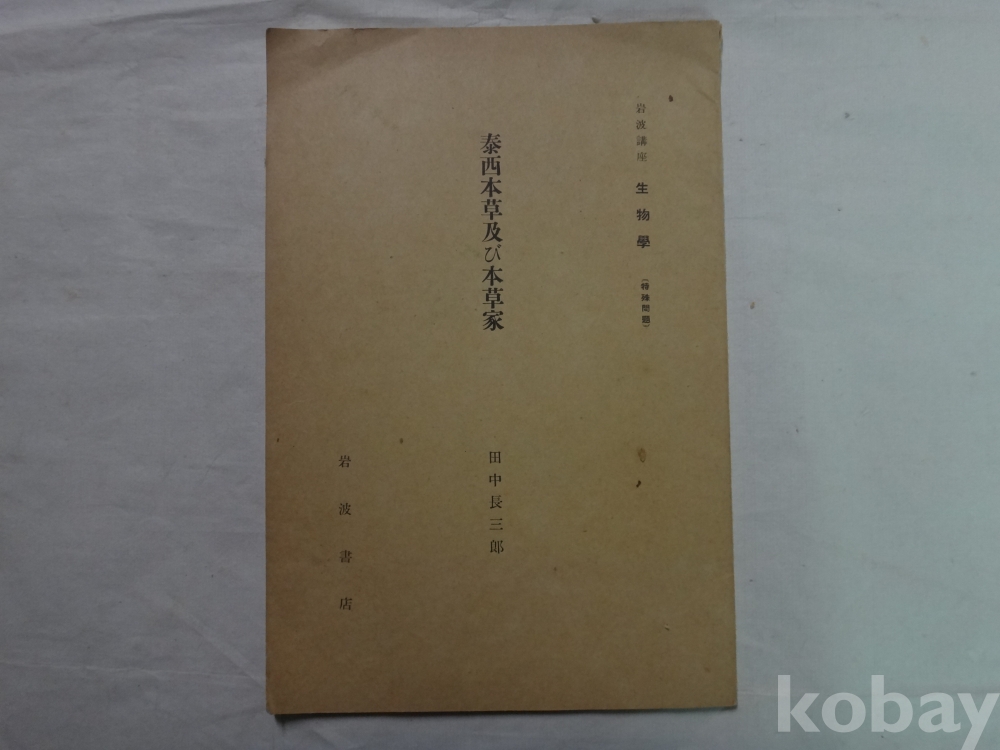 岩波講座 生物學 (特殊問題)
泰西本草及び本草家
田中長三郎
岩波書店
kobay